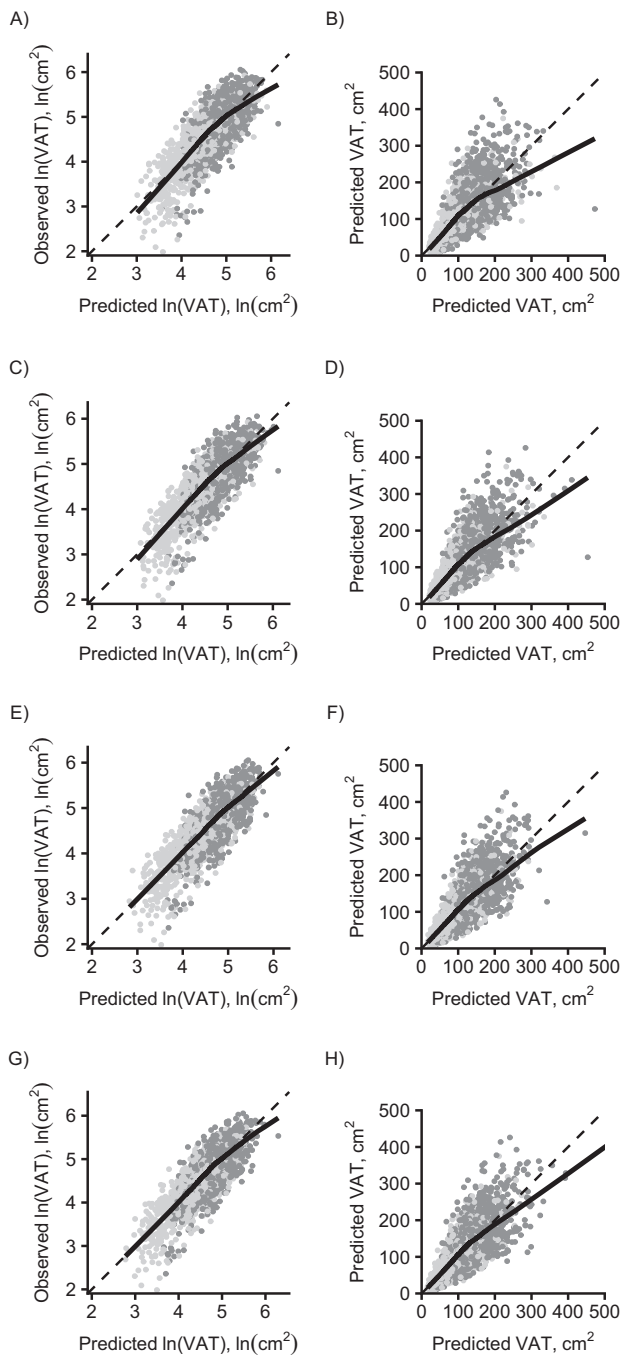 A)
Observed ln(VAT), ln(cm²)
6
5
4
3
2
2 3 4 5 6
Predicted ln(VAT), ln(cm²)
B)
Predicted VAT, cm²
500
400
300
200
100
0
0 100 200 300 400 500
Predicted VAT, cm²
C)
Observed ln(VAT), ln(cm²)
6
5
4
3
2
2 3 4 5 6
Predicted ln(VAT), ln(cm²)
D)
Predicted VAT, cm²
500
400
300
200
100
0
0 100 200 300 400 500
Predicted VAT, cm²
E)
Observed ln(VAT), ln(cm²)
6
5
4
3
2
2 3 4 5 6
Predicted ln(VAT), ln(cm²)
F)
Predicted VAT, cm²
500
400
300
200
100
0
0 100 200 300 400 500
Predicted VAT, cm²
G)
Observed ln(VAT), ln(cm²)
6
5
4
3
2
2 3 4 5 6
Predicted ln(VAT), ln(cm²)
H)
Predicted VAT, cm²
500
400
300
200
100
0
0 100 200 300 400 500
Predicted VAT, cm²